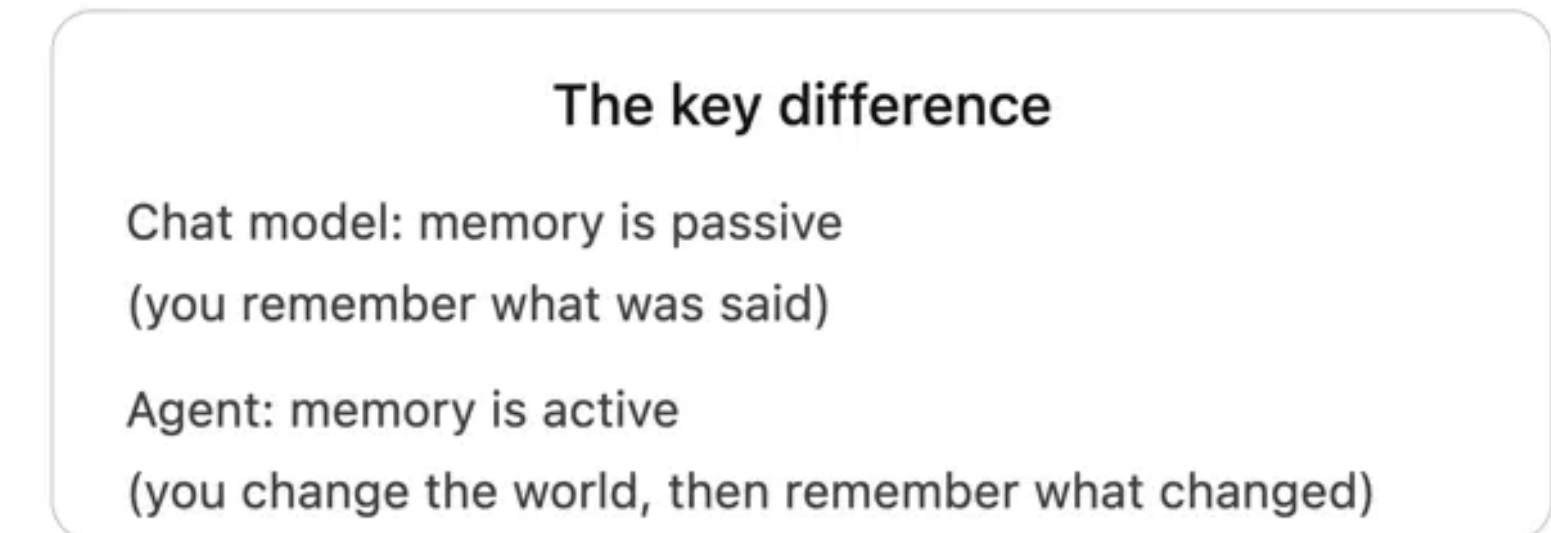 The key difference
Chat model: memory is passive
(you remember what was said)
Agent: memory is active
(you change the world, then remember what changed)